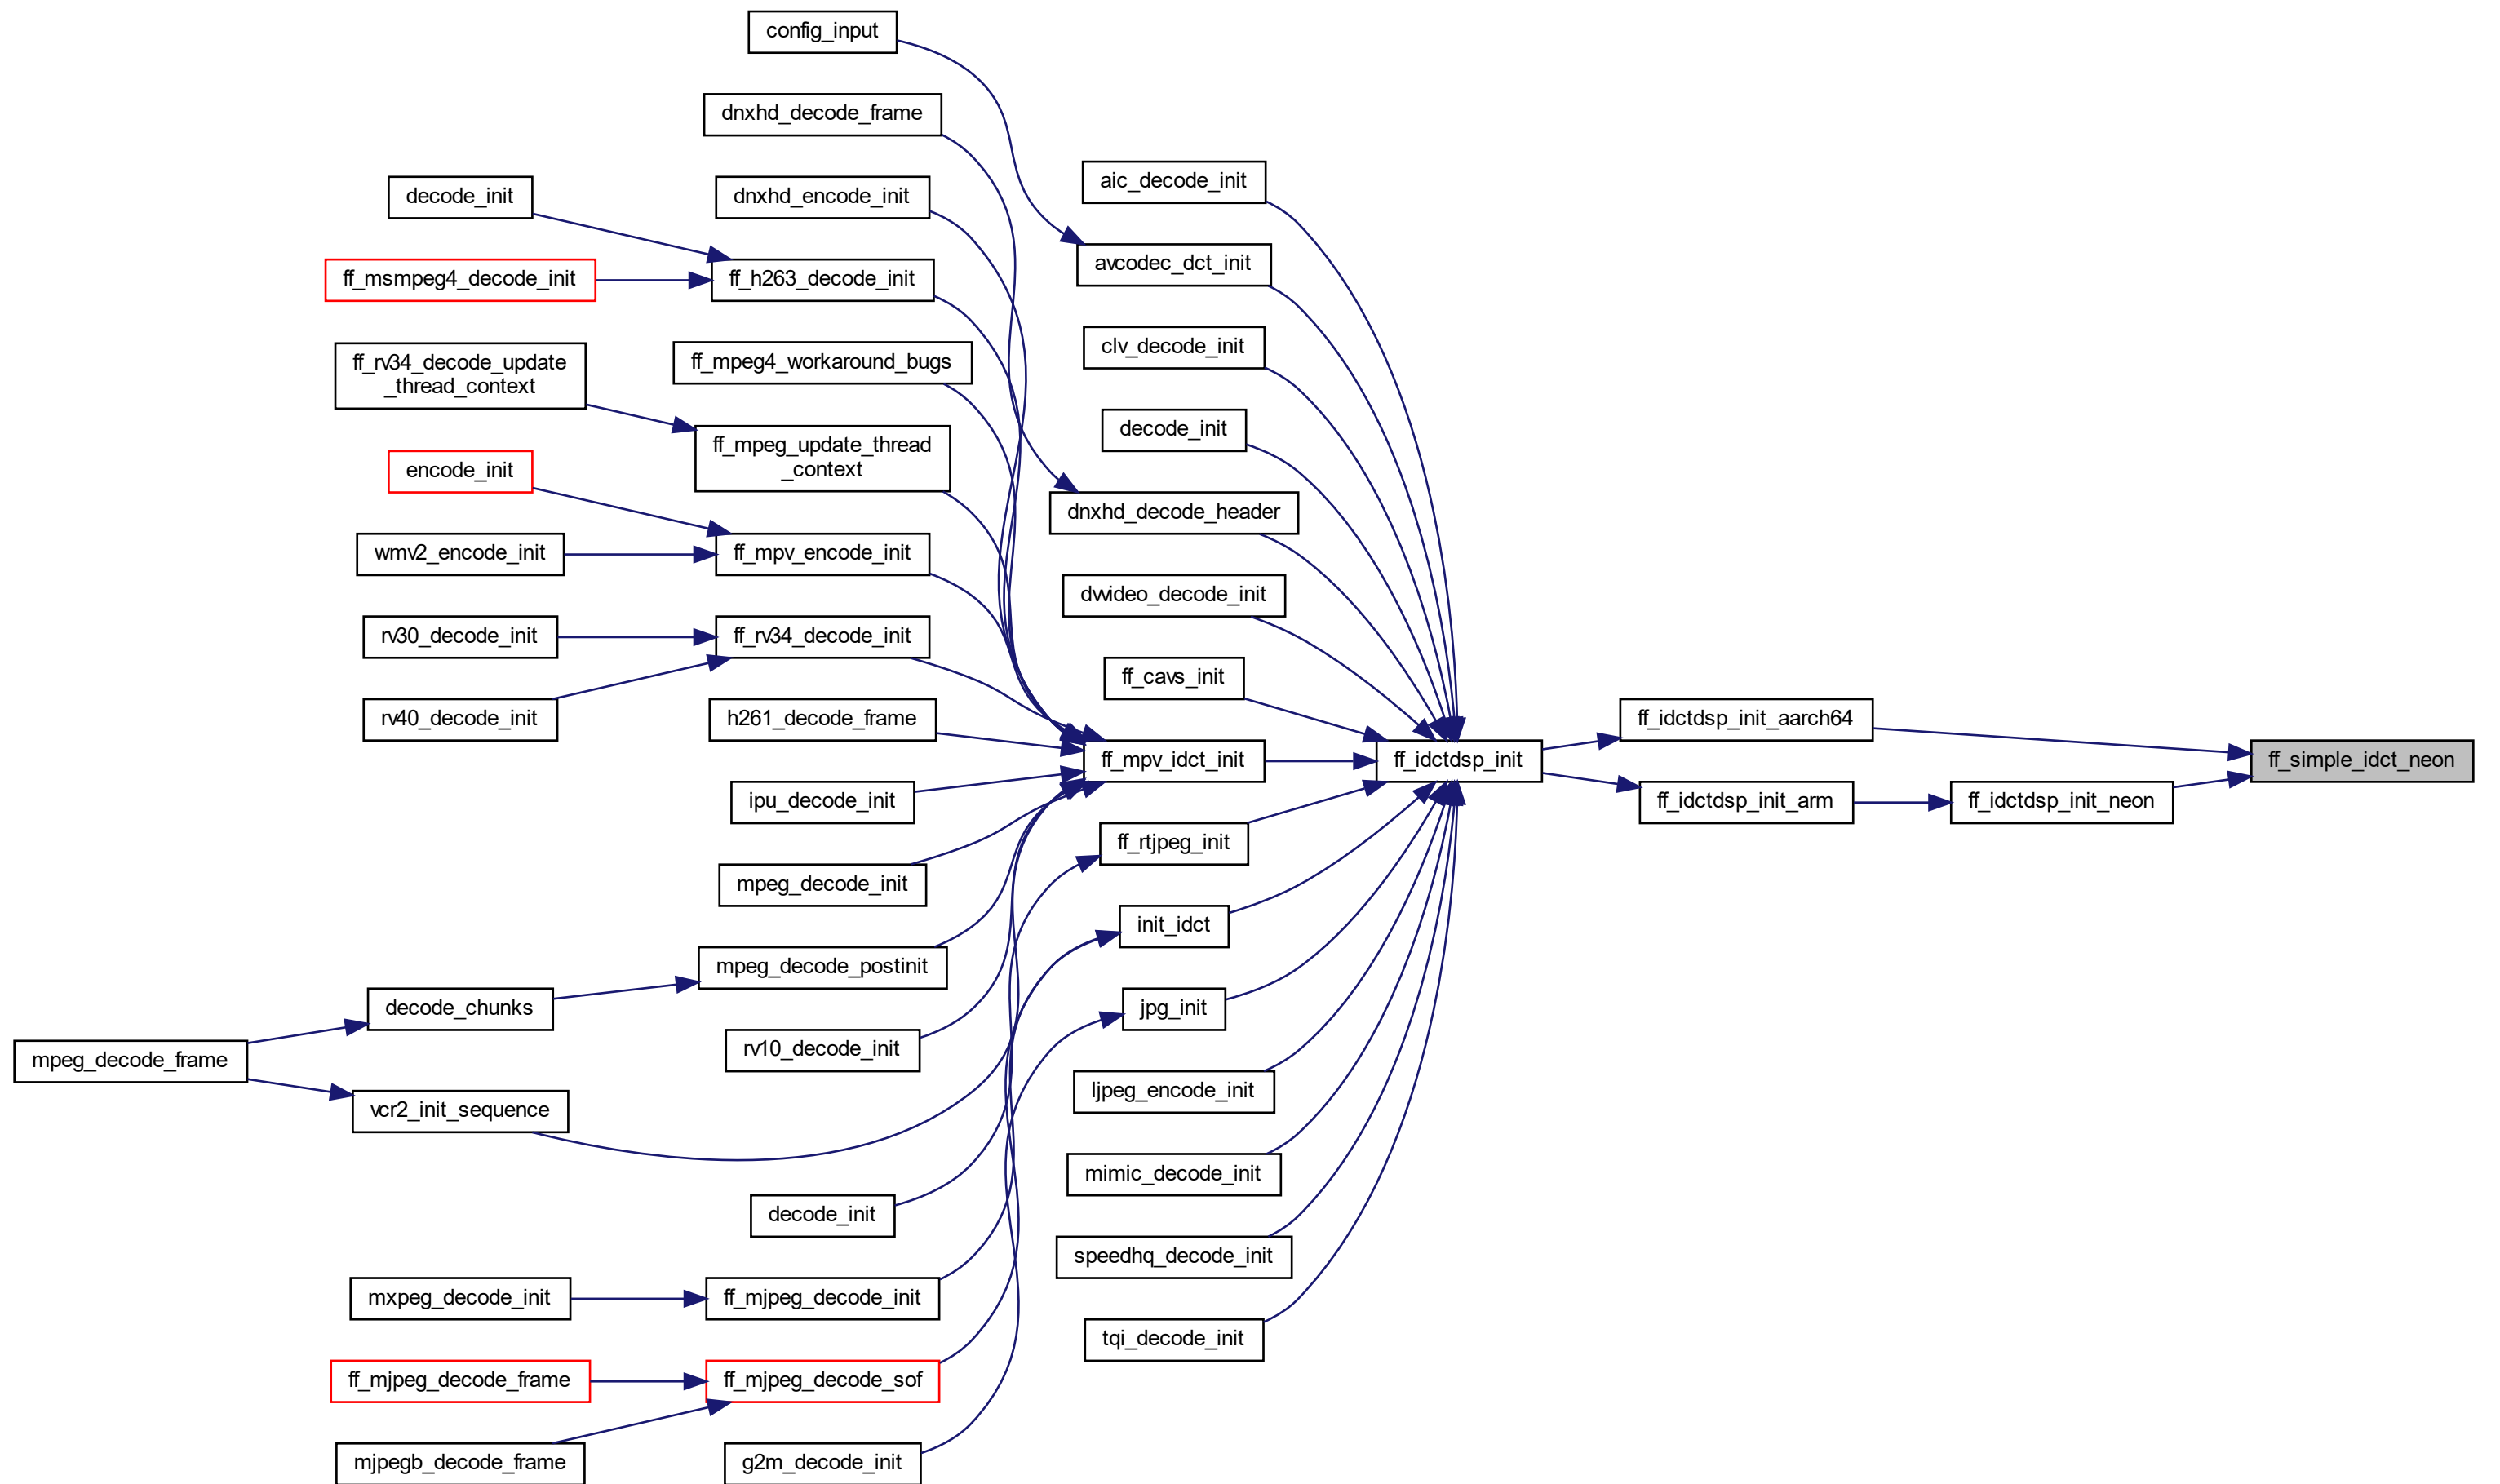 config_input
dnxhd_decode_frame
aic_decode_init
decode_init
dnxhd_encode_init
avcodec_dct_init
ff_msmpeg4_decode_init
ff_h263_decode_init
clv_decode_init
ff_rv34_decode_update
_thread_context
ff_mpeg4_workaround_bugs
decode_init
ff_mpeg_update_thread
_context
encode_init
dnxhd_decode_header
wmv2_encode_init
ff_mpv_encode_init
dwideo_decode_init
rv30_decode_init
ff_rv34_decode_init
ff_cavs_init
rv40_decode_init
h261_decode_frame
ff_idctdsp_init_aarch64
ff_mpv_idct_init
ff_idctdsp_init
ff_simple_idct_neon
ipu_decode_init
ff_idctdsp_init_arm
ff_idctdsp_init_neon
ff_rtjpeg_init
mpeg_decode_init
init_idct
mpeg_decode_postinit
decode_chunks
jpg_init
mpeg_decode_frame
rv10_decode_init
vcr2_init_sequence
ljpeg_encode_init
mimic_decode_init
decode_init
speedhq_decode_init
mxpeg_decode_init
ff_mjpeg_decode_init
tqi_decode_init
ff_mjpeg_decode_frame
ff_mjpeg_decode_sof
mjpegb_decode_frame
g2m_decode_init